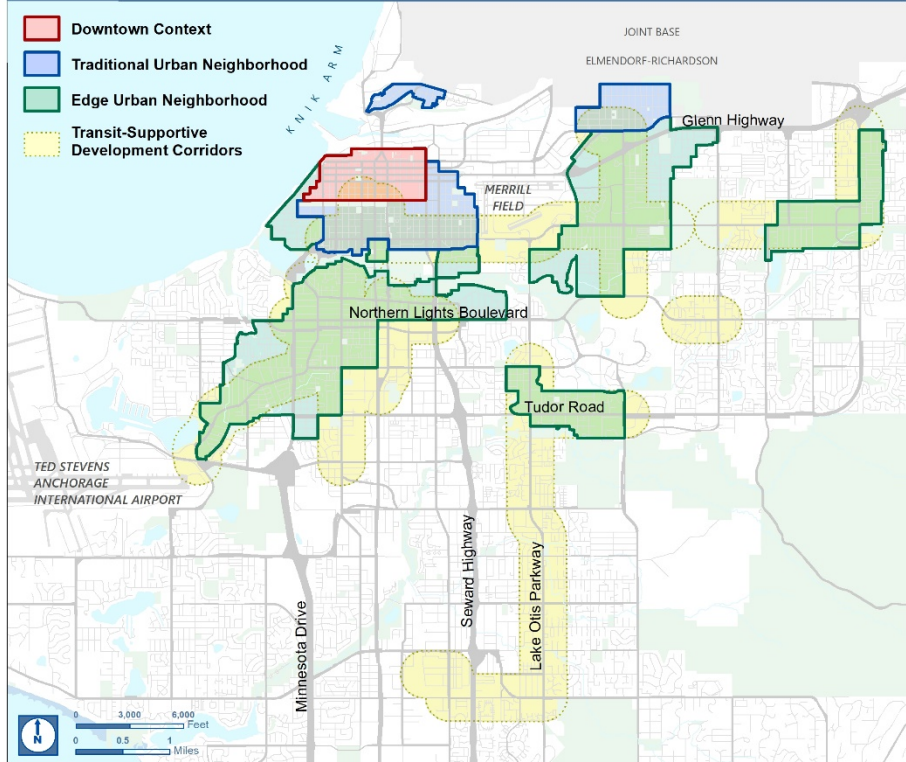 Downtown Context
Traditional Urban Neighborhood
Edge Urban Neighborhood
Transit-Supportive
Development Corridors
KNIK ARM
JOINT BASE
ELMENDORF-RICHARDSON
Glenn Highway
MERRILL
FIELD
Northern Lights Boulevard
Tudor Road
TED STEVENS
ANCHORAGE
INTERNATIONAL AIRPORT
Minnesota Drive
Seward Highway
Lake Otis Parkway
N
0 3,000 6,000
Feet
0 0.5 1
Miles